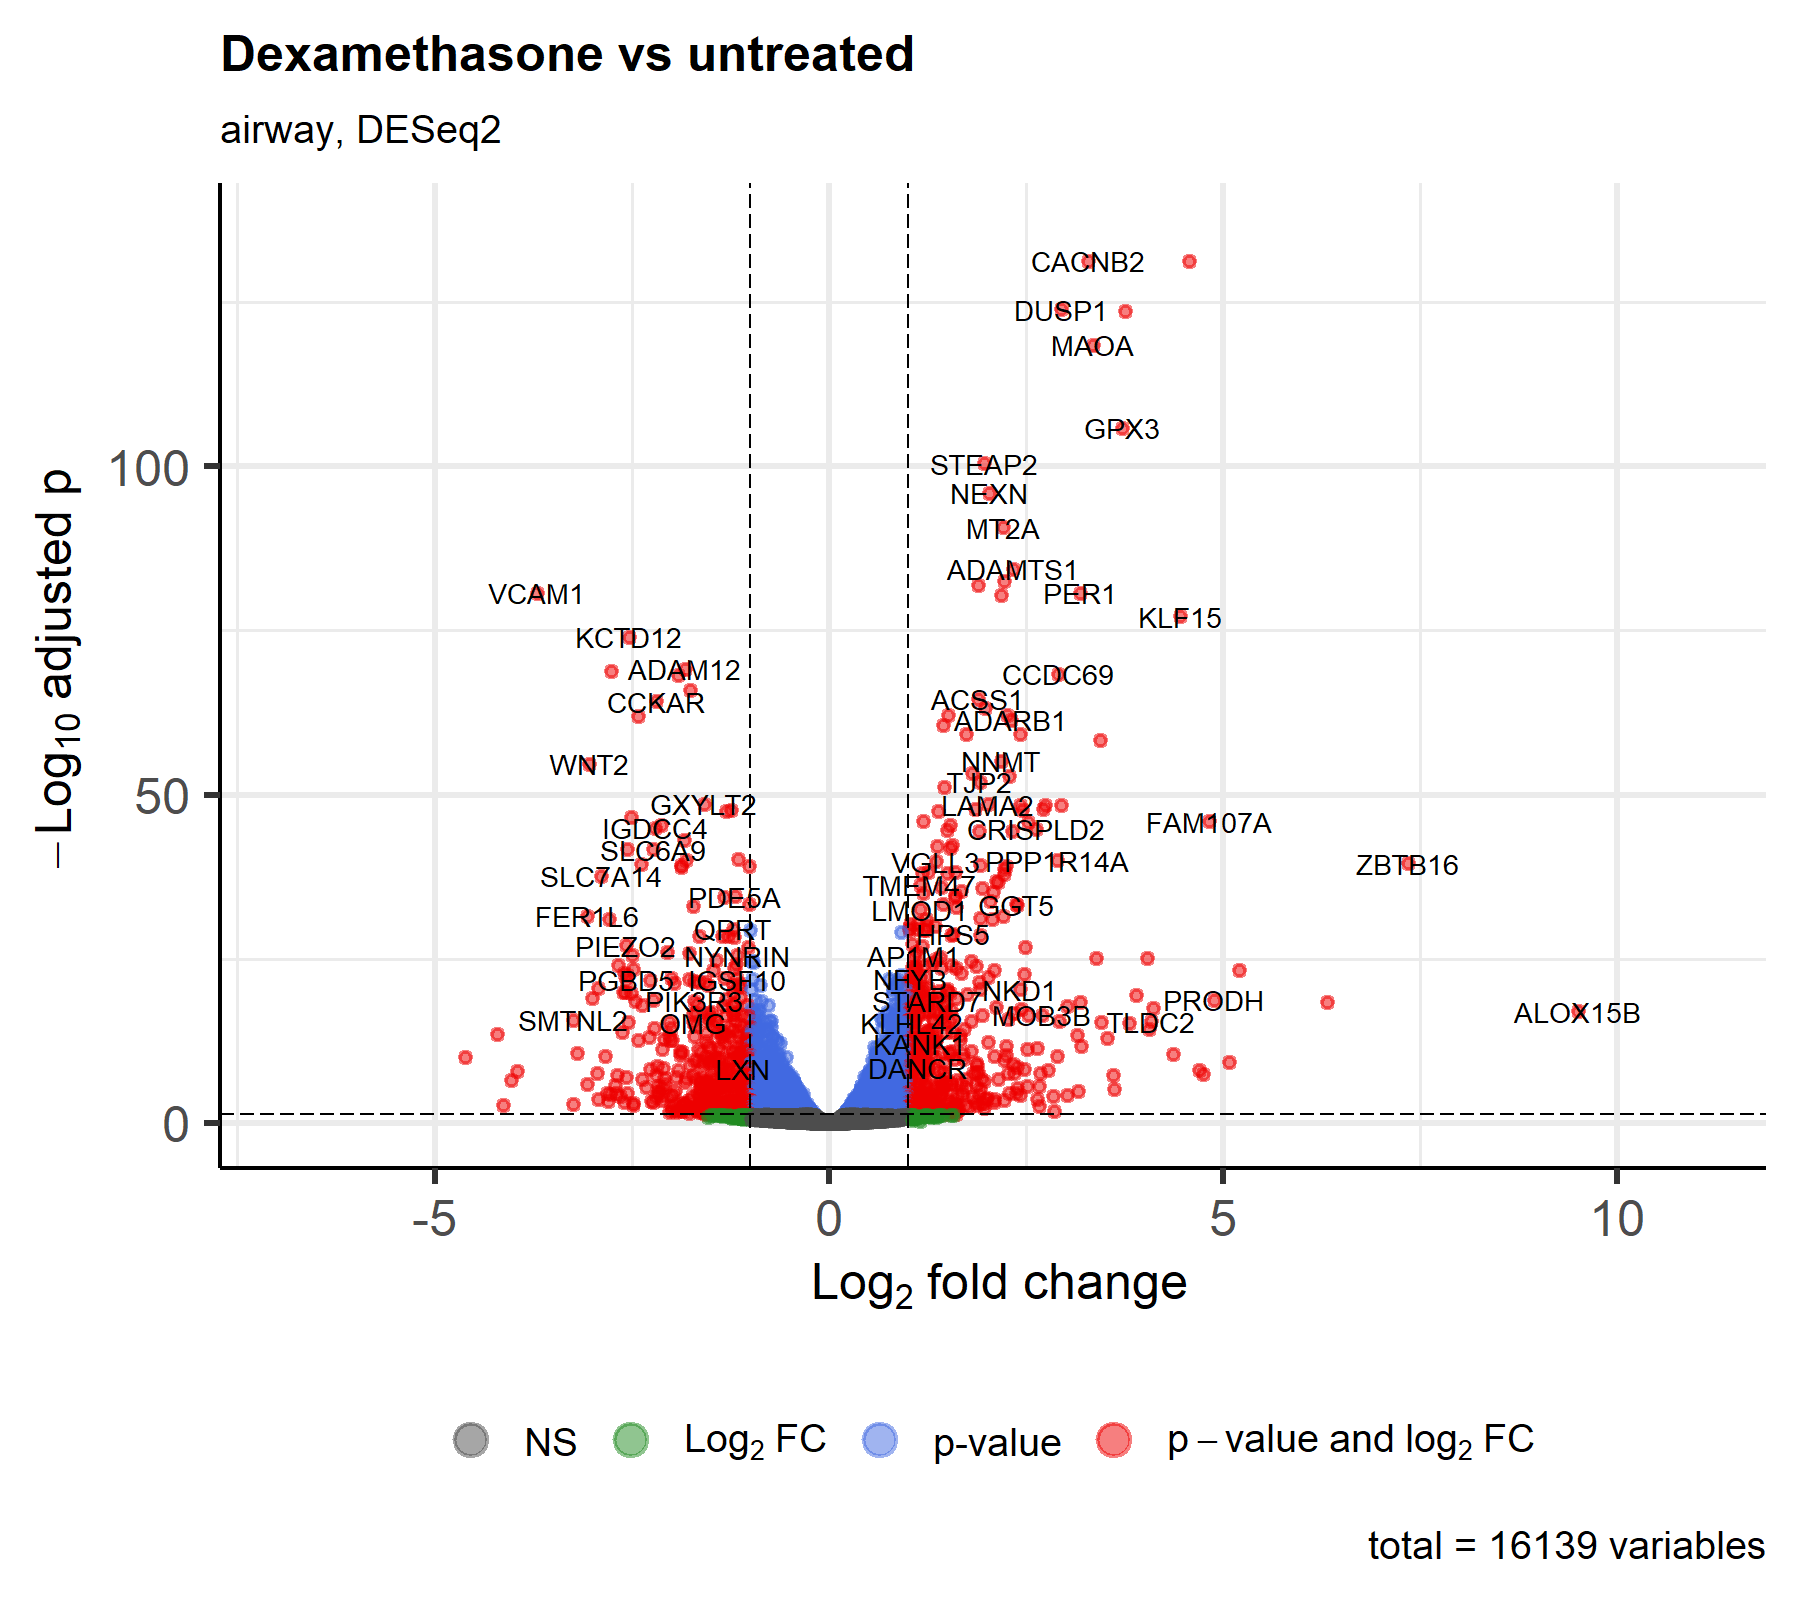 Dexamethasone vs untreated
airway, DESeq2
−Log10 adjusted p
100
50
0
CACNB2
DUSP1
MAOA
GPX3
STEAP2
NEXN
MT2A
ADAMTS1
VCAM1
PER1
KLF15
KCTD12
ADAM12
CCDC69
CCKAR
ACSS1
ADARB1
WNT2
NNMT
TJP2
GXYLT2
LAMA2
IGDCC4
CRISPLD2
FAM107A
SLC6A9
VGLL3
PPP1R14A
ZBTB16
SLC7A14
TMEM47
PDE5A
LMOD1
GGT5
FER1L6
QPRT
HPS5
PIEZO2
NYNRIN
AP1M1
PGBD5
IGSF10
NFYB
NKD1
PIK3R3
STARD7
PRODH
ALOX15B
SMTNL2
OMG
KLHL42
MOB3B
TLDC2
KANK1
LXN
DANCR
-5
0
5
10
Log2 fold change
NS
Log2 FC
p-value
p − value and log2 FC
total = 16139 variables